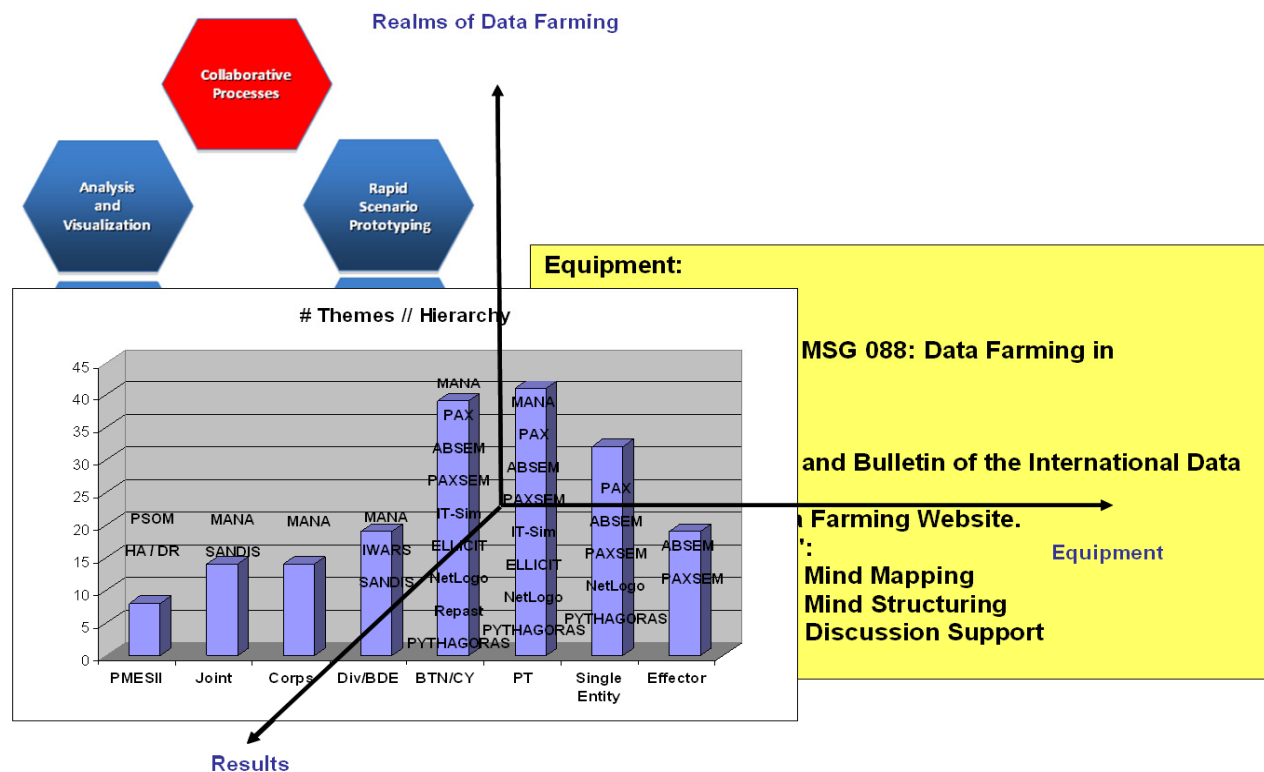 Realms of Data Farming
Collaborative
Processes
Analysis
and
Visualization
Rapid
Scenario
Prototyping
Equipment:
MSG 088: Data Farming in
and Bulletin of the International Data
a Farming Website.
":
Mind Mapping
Mind Structuring
Discussion Support
# Themes // Hierarchy
45
40
35
30
25
20
15
10
5
0
PSOM
HA / DR
MANA
SANDIS
MANA
MANA
IWARS
SANDIS
MANA
PAX
ABSEM
PAXSEM
IT-Sim
ELLICIT
NetLogo
Repast
PYTHAGORAS
MANA
PAX
ABSEM
PAXSEM
IT-Sim
ELLICIT
NetLogo
PYTHAGORAS
PAX
ABSEM
PAXSEM
NetLogo
PYTHAGORAS
ABSEM
PAXSEM
PMESII
Joint
Corps
Div/BDE
BTN/CY
PT
Single
Entity
Effector
Equipment
Results